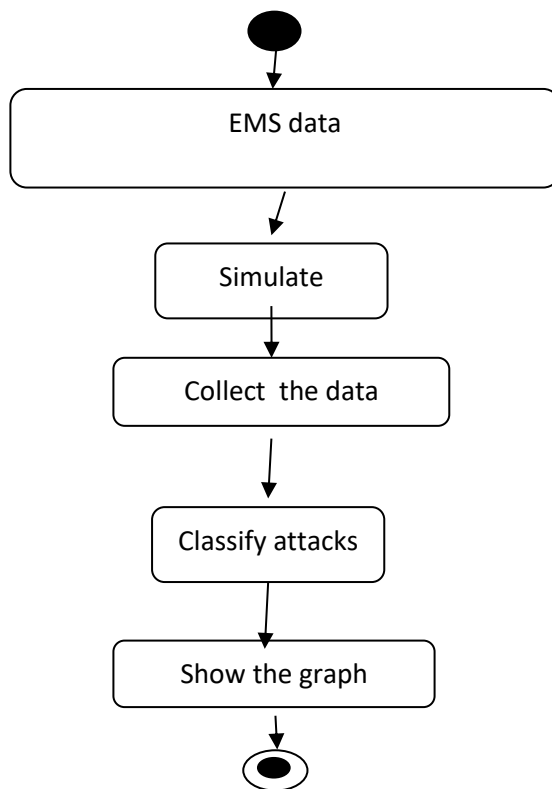 EMS data
Simulate
Collect the data
Classify attacks
Show the graph